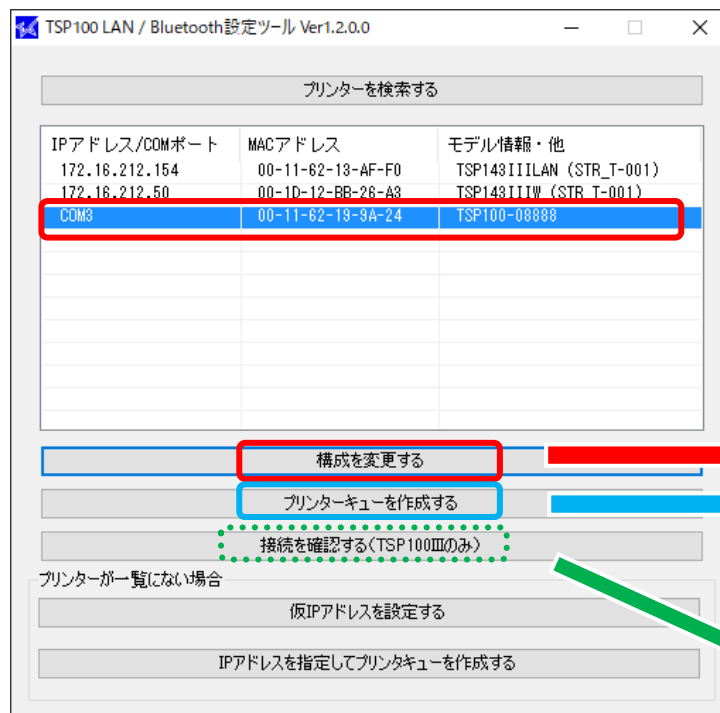 TSP100 LAN / Bluetooth設定ツール Ver1.2.0.0
プリンターを検索する
IPアドレス/COMポート MACアドレス モデル情報・他
172.16.212.154 00-11-62-13-AF-F0 TSP143IIILAN (STR_T-001)
172.16.212.50 00-1D-12-BB-26-A3 TSP143IIIW (STR_T-001)
COM3 00-11-62-19-9A-24 TSP100-08888
構成を変更する
プリンターキューを作成する
接続を確認する(TSP100Ⅲのみ)
プリンターが一覧にない場合
仮IPアドレスを設定する
IPアドレスを指定してプリンタキューを作成する